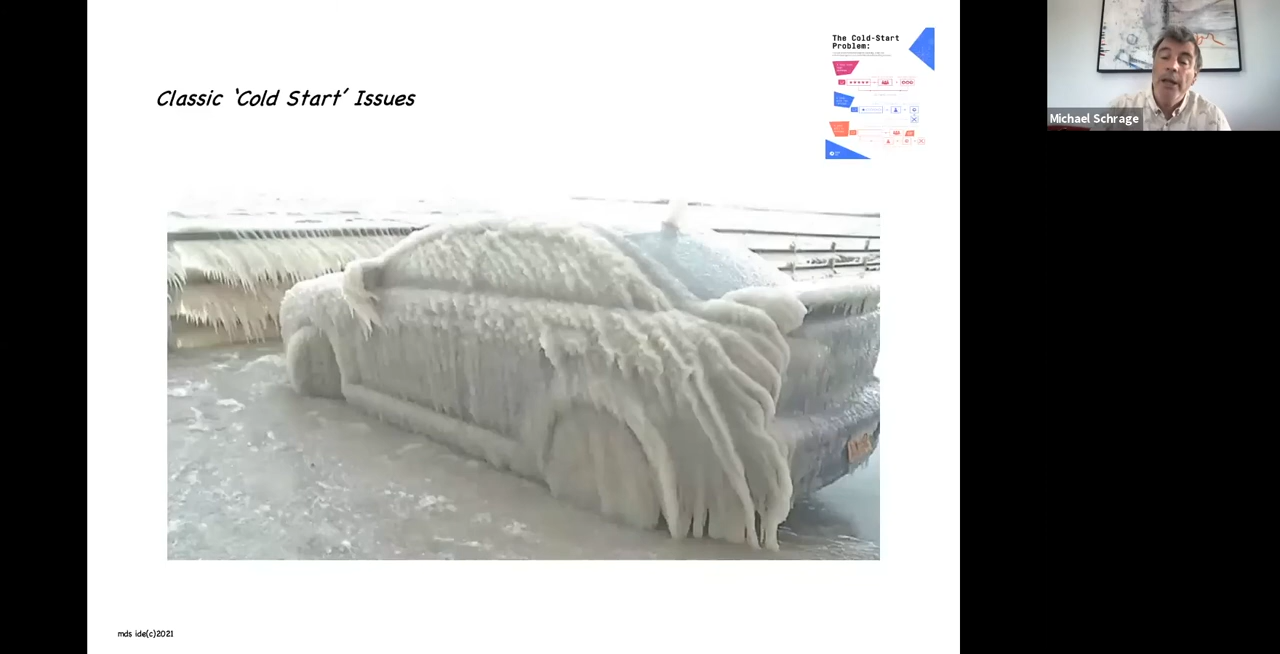 Classic 'Cold Start' Issues
The Cold-Start
Problem:
Michael Schrage
mds ide(c)2021